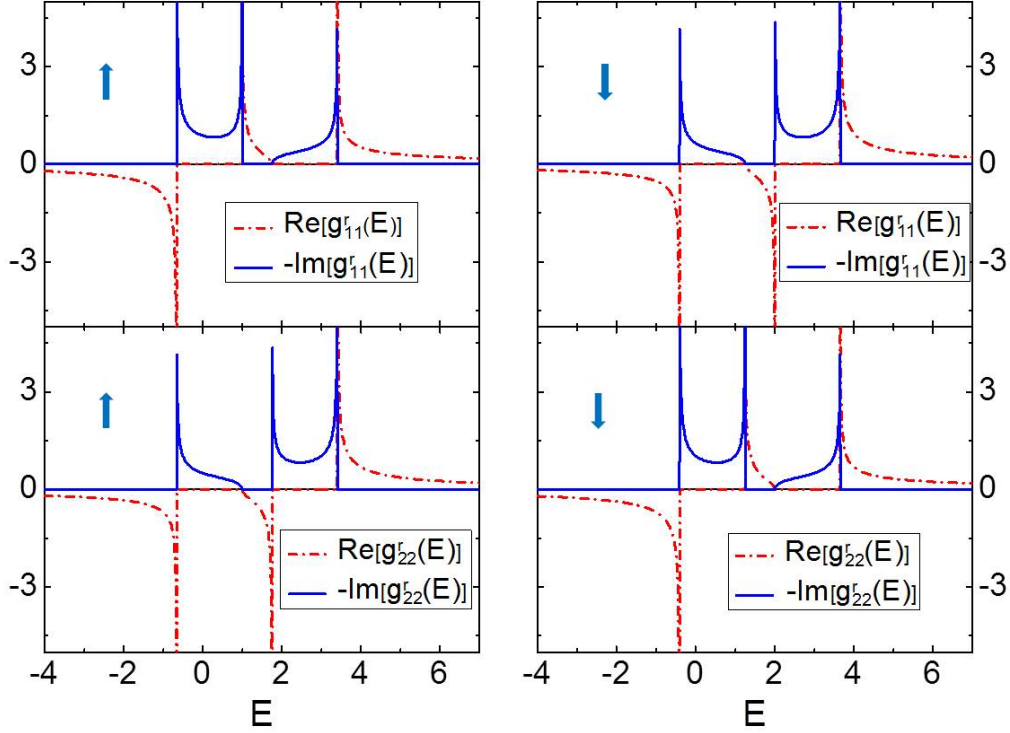 3
0
-3
Re[g^r_11(E)]
-Im[g^r_11(E)]
3
0
-3
Re[g^r_11(E)]
-Im[g^r_11(E)]
3
0
-3
Re[g^r_22(E)]
-Im[g^r_22(E)]
-4 -2 0 2 4 6
E
3
0
-3
Re[g^r_22(E)]
-Im[g^r_22(E)]
-4 -2 0 2 4 6
E